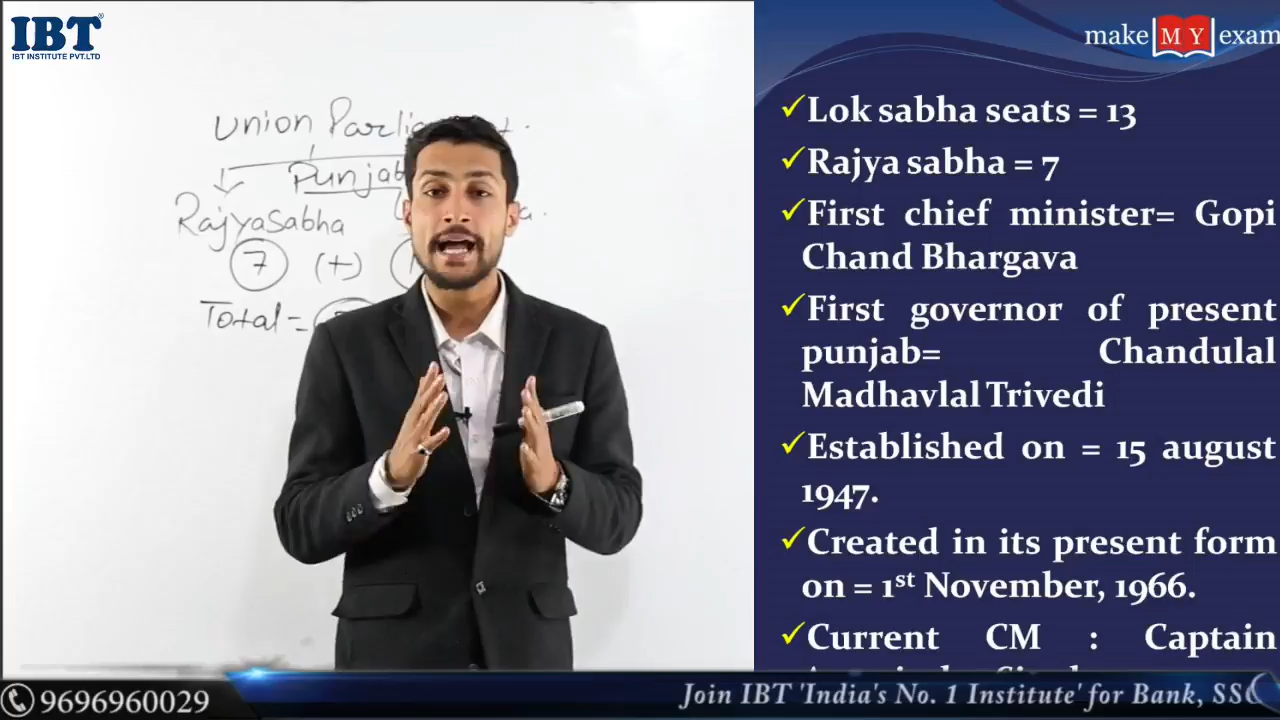 IBT
IBT INSTITUTE PVT.LTD
make MY exam
union
Punjab
RajyaSabha
7 (+)
Total =
✓Lok sabha seats = 13
✓Rajya sabha = 7
✓First chief minister= Gopi
Chand Bhargava
✓First governor of present
punjab= Chandulal
Madhavlal Trivedi
✓Established on = 15 august
1947.
✓Created in its present form
on = 1st November, 1966.
✓Current CM : Captain
9696960029
Join IBT 'India's No. 1 Institute' for Bank, SSC